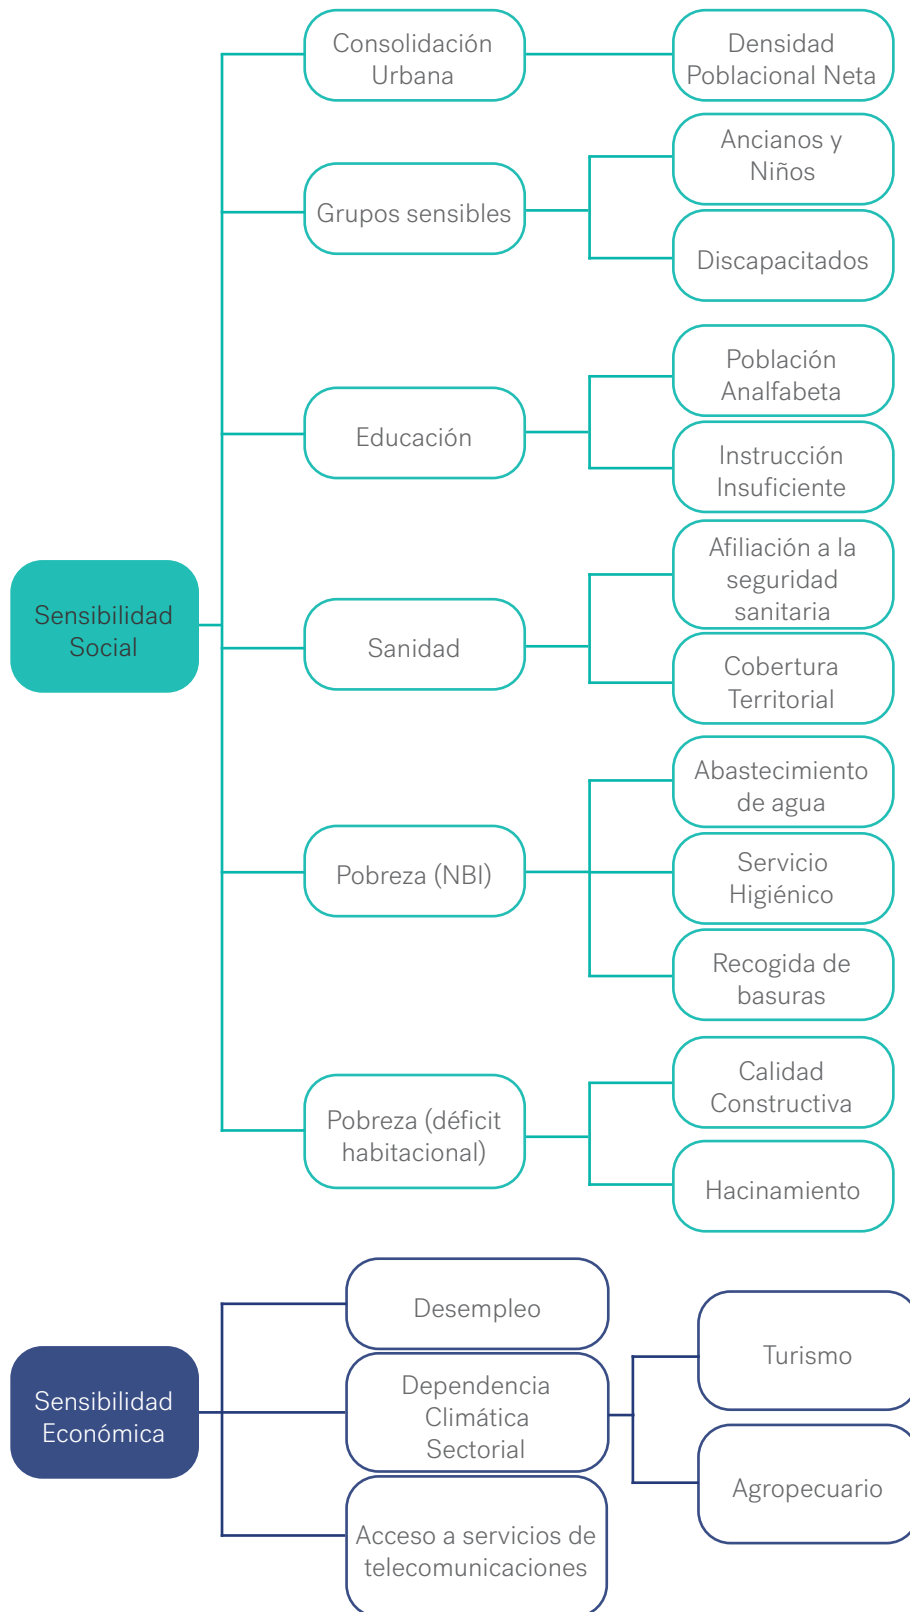 Sensibilidad
Social
Consolidación
Urbana
Densidad
Poblacional Neta
Grupos sensibles
Ancianos y
Niños
Discapacitados
Educación
Población
Analfabeta
Instrucción
Insuficiente
Sanidad
Afiliación a la
seguridad
sanitaria
Cobertura
Territorial
Pobreza (NBI)
Abastecimiento
de agua
Servicio
Higiénico
Recogida de
basuras
Pobreza (déficit
habitacional)
Calidad
Constructiva
Hacinamiento
Sensibilidad
Económica
Desempleo
Dependencia
Climática
Sectorial
Turismo
Agropecuario
Acceso a servicios de
telecomunicaciones